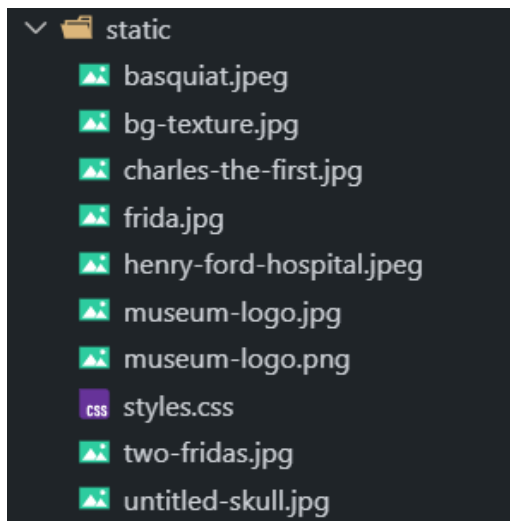 static
basquiat.jpeg
bg-texture.jpg
charles-the-first.jpg
frida.jpg
henry-ford-hospital.jpeg
museum-logo.jpg
museum-logo.png
css styles.css
two-fridas.jpg
untitled-skull.jpg